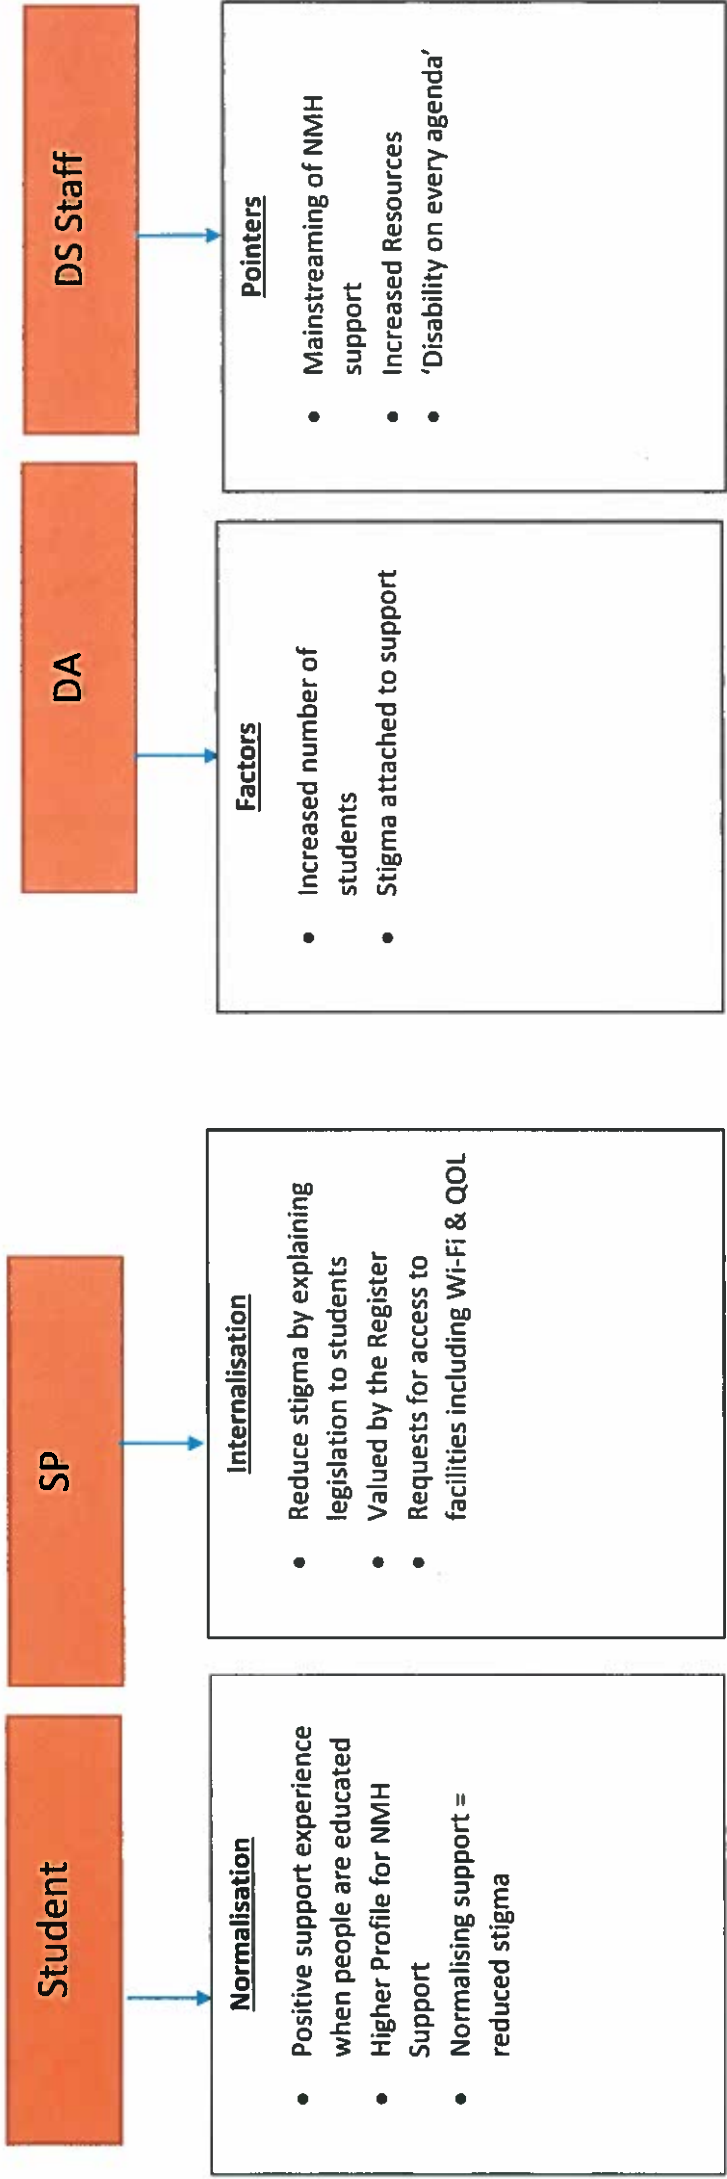 Student
Normalisation
• Positive support experience
when people are educated
• Higher Profile for NMH
Support
• Normalising support =
reduced stigma
SP
Internalisation
• Reduce stigma by explaining
legislation to students
• Valued by the Register
• Requests for access to
facilities including Wi-Fi & QOL
DA
Factors
• Increased number of
students
• Stigma attached to support
DS Staff
Pointers
• Mainstreaming of NMH
support
• Increased Resources
• ‘Disability on every agenda’